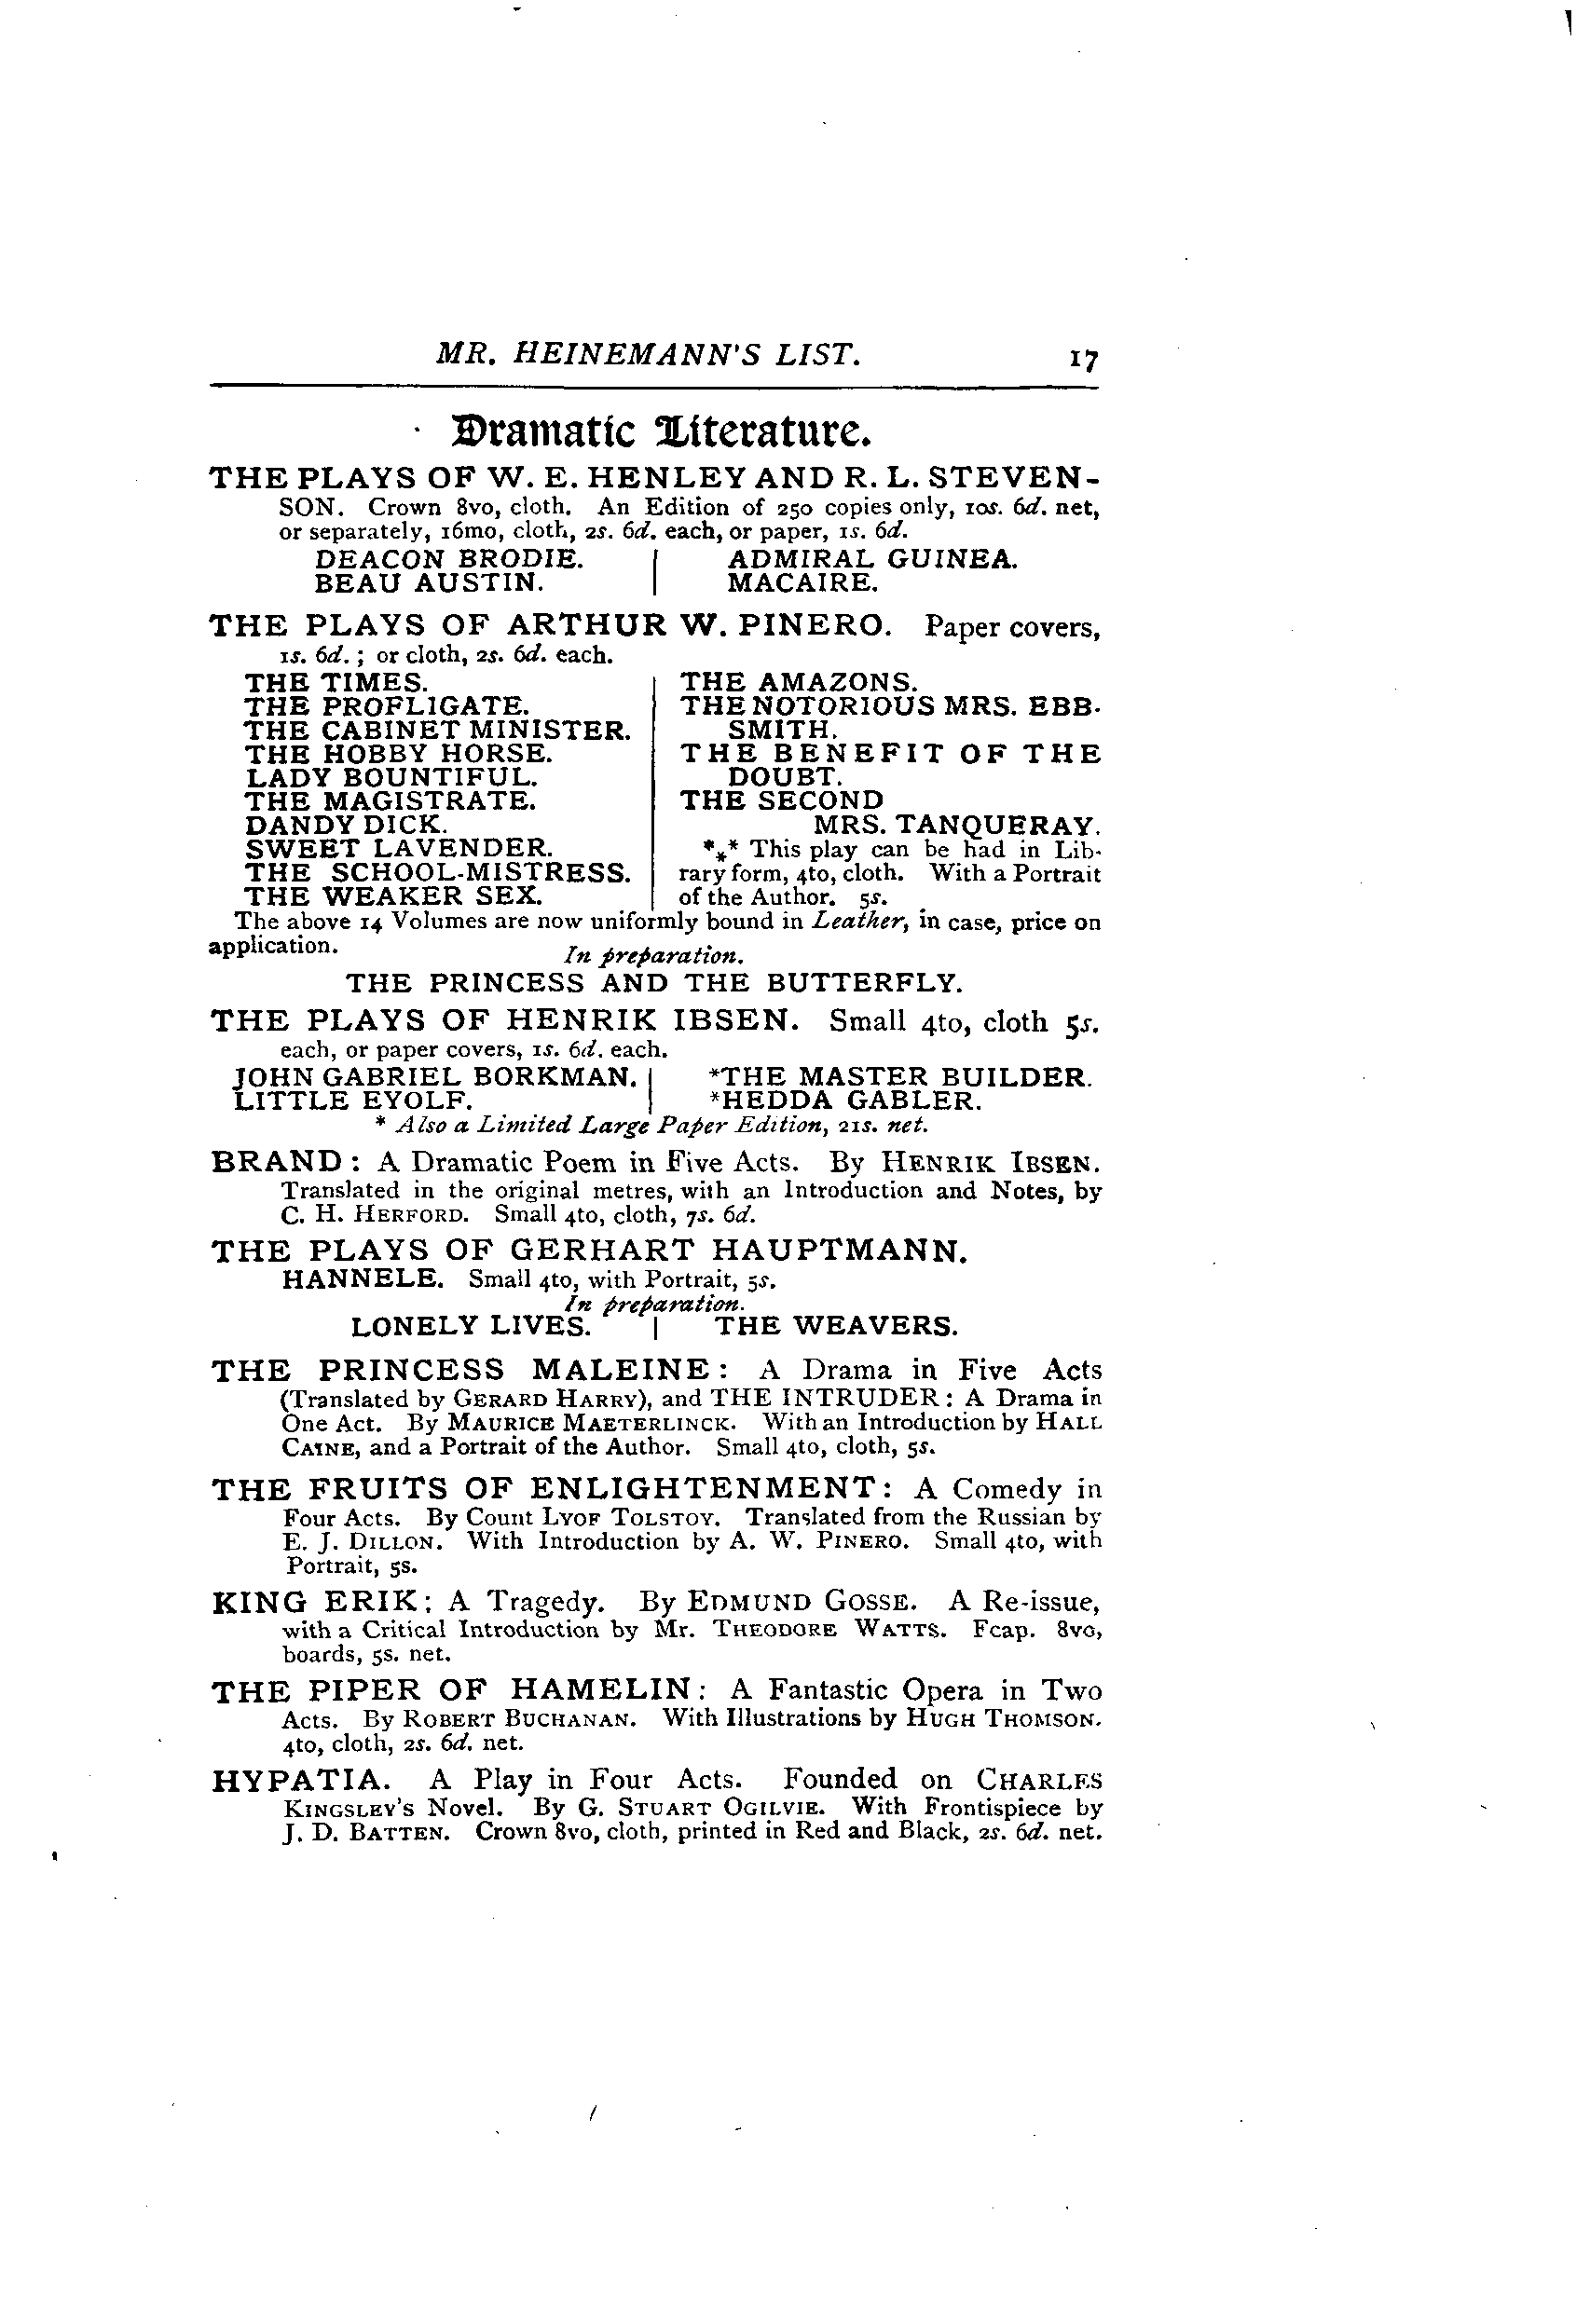 MR. HEINEMANN'S LIST. 17
Dramatic Literature.
THE PLAYS OF W. E. HENLEY AND R. L. STEVEN-
SON. Crown 8vo, cloth. An Edition of 250 copies only, 10s. 6d. net,
or separately, 16mo, cloth, 2s. 6d. each, or paper, 1s. 6d.
DEACON BRODIE.
BEAU AUSTIN.
ADMIRAL GUINEA.
MACAIRE.
THE PLAYS OF ARTHUR W. PINERO. Paper covers,
1s. 6d.; or cloth, 2s. 6d. each.
THE TIMES.
THE PROFLIGATE.
THE CABINET MINISTER.
THE HOBBY HORSE.
LADY BOUNTIFUL.
THE MAGISTRATE.
DANDY DICK.
SWEET LAVENDER.
THE SCHOOL-MISTRESS.
THE WEAKER SEX.
THE AMAZONS.
THE NOTORIOUS MRS. EBB-
SMITH.
THE BENEFIT OF THE
DOUBT.
THE SECOND
MRS. TANQUERAY.
*** This play can be had in Lib-
rary form, 4to, cloth. With a Portrait
of the Author. 5s.
The above 14 Volumes are now uniformly bound in Leather, in case, price on
application.
In preparation.
THE PRINCESS AND THE BUTTERFLY.
THE PLAYS OF HENRIK IBSEN. Small 4to, cloth 5s.
each, or paper covers, 1s. 6d. each.
JOHN GABRIEL BORKMAN.
LITTLE EYOLF.
*THE MASTER BUILDER.
*HEDDA GABLER.
* Also a Limited Large Paper Edition, 21s. net.
BRAND: A Dramatic Poem in Five Acts. By HENRIK IBSEN.
Translated in the original metres, with an Introduction and Notes, by
C. H. HERFORD. Small 4to, cloth, 7s. 6d.
THE PLAYS OF GERHART HAUPTMANN.
HANNELE. Small 4to, with Portrait, 5s.
In preparation.
LONELY LIVES. | THE WEAVERS.
THE PRINCESS MALEINE: A Drama in Five Acts
(Translated by GERARD HARRY), and THE INTRUDER: A Drama in
One Act. By MAURICE MAETERLINCK. With an Introduction by HALL
CAINE, and a Portrait of the Author. Small 4to, cloth, 5s.
THE FRUITS OF ENLIGHTENMENT: A Comedy in
Four Acts. By Count LYOF TOLSTOY. Translated from the Russian by
E. J. DILLON. With Introduction by A. W. PINERO. Small 4to, with
Portrait, 5s.
KING ERIK: A Tragedy. By EDMUND GOSSE. A Re-issue,
with a Critical Introduction by Mr. THEODORE WATTS. Fcap. 8vo,
boards, 5s. net.
THE PIPER OF HAMELIN: A Fantastic Opera in Two
Acts. By ROBERT BUCHANAN. With Illustrations by HUGH THOMSON.
4to, cloth, 2s. 6d. net.
HYPATIA. A Play in Four Acts. Founded on CHARLES
KINGSLEY'S Novel. By G. STUART OGILVIE. With Frontispiece by
J. D. BATTEN. Crown 8vo, cloth, printed in Red and Black, 2s. 6d. net.